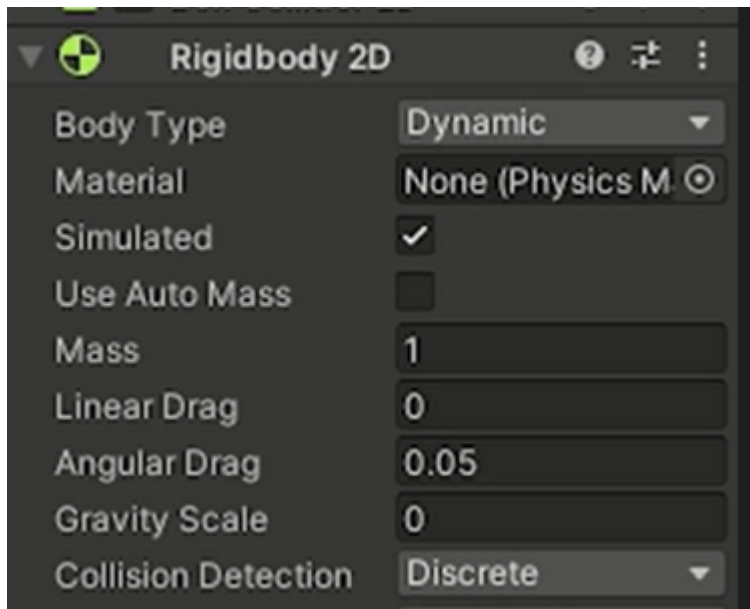 Rigidbody 2D
Body Type Dynamic
Material None (Physics M
Simulated
Use Auto Mass
Mass 1
Linear Drag 0
Angular Drag 0.05
Gravity Scale 0
Collision Detection Discrete